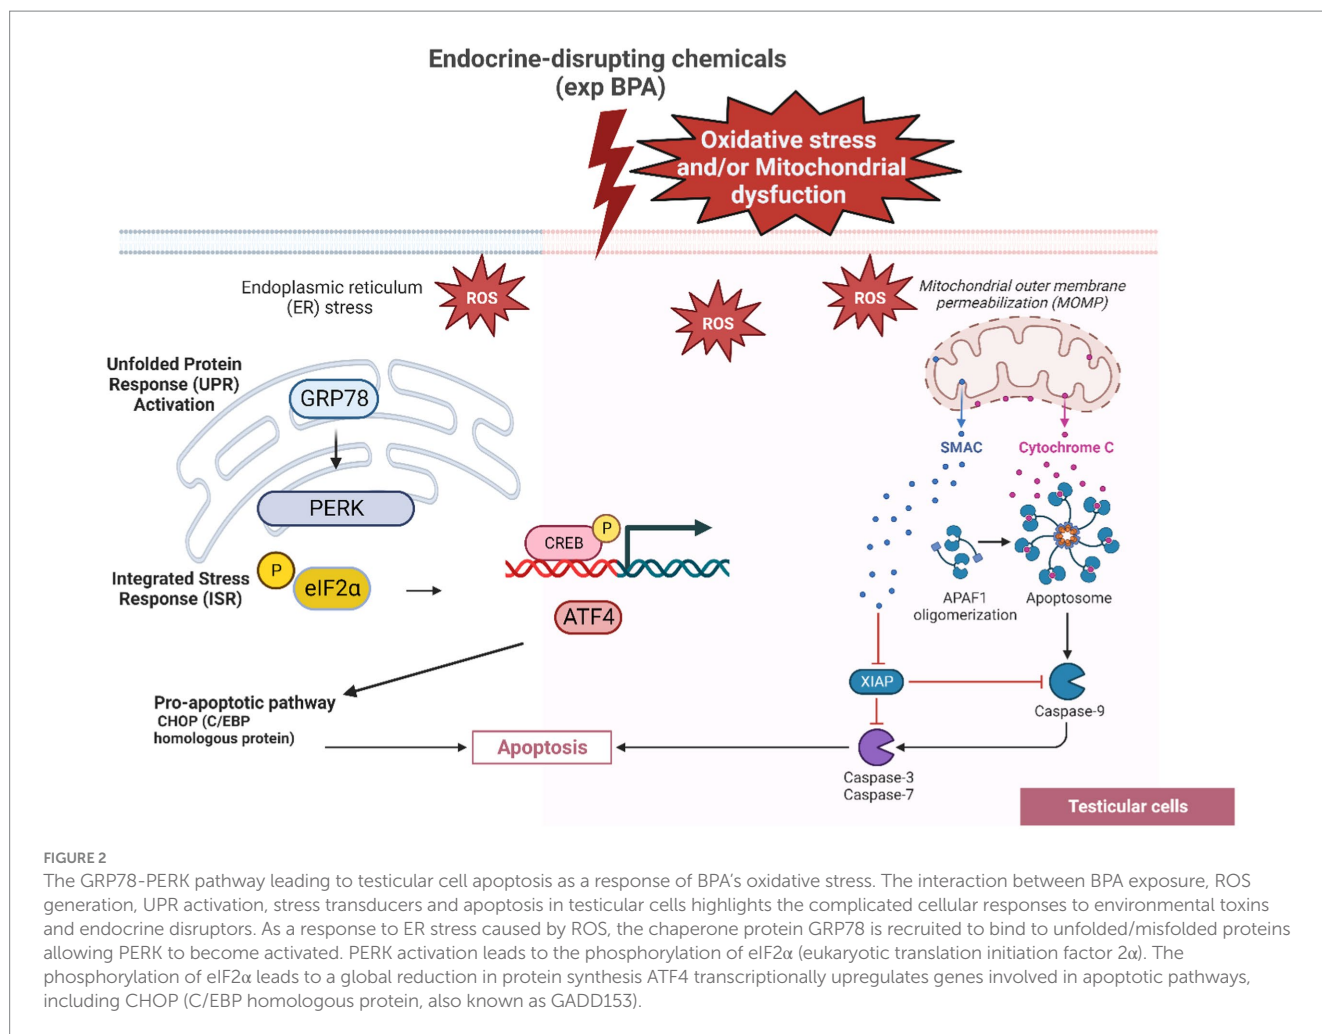 Endocrine-disrupting chemicals
(exp BPA)
Oxidative stress
and/or Mitochondrial
dysfuction
Endoplasmic reticulum
(ER) stress
ROS
ROS
ROS
Mitochondrial outer membrane
permeabilization (MOMP)
Unfolded Protein
Response (UPR)
Activation
GRP78
PERK
SMAC
Cytochrome C
P
CREB
P
eIF2α
Integrated Stress
Response (ISR)
ATF4
APAF1
oligomerization
Apoptosome
XIAP
Caspase-9
Pro-apoptotic pathway
CHOP (C/EBP
homologous protein)
Apoptosis
Caspase-3
Caspase-7
Testicular cells
FIGURE 2
The GRP78-PERK pathway leading to testicular cell apoptosis as a response of BPA's oxidative stress. The interaction between BPA exposure, ROS
generation, UPR activation, stress transducers and apoptosis in testicular cells highlights the complicated cellular responses to environmental toxins
and endocrine disruptors. As a response to ER stress caused by ROS, the chaperone protein GRP78 is recruited to bind to unfolded/misfolded proteins
allowing PERK to become activated. PERK activation leads to the phosphorylation of eIF2α (eukaryotic translation initiation factor 2α). The
phosphorylation of eIF2α leads to a global reduction in protein synthesis ATF4 transcriptionally upregulates genes involved in apoptotic pathways,
including CHOP (C/EBP homologous protein, also known as GADD153).